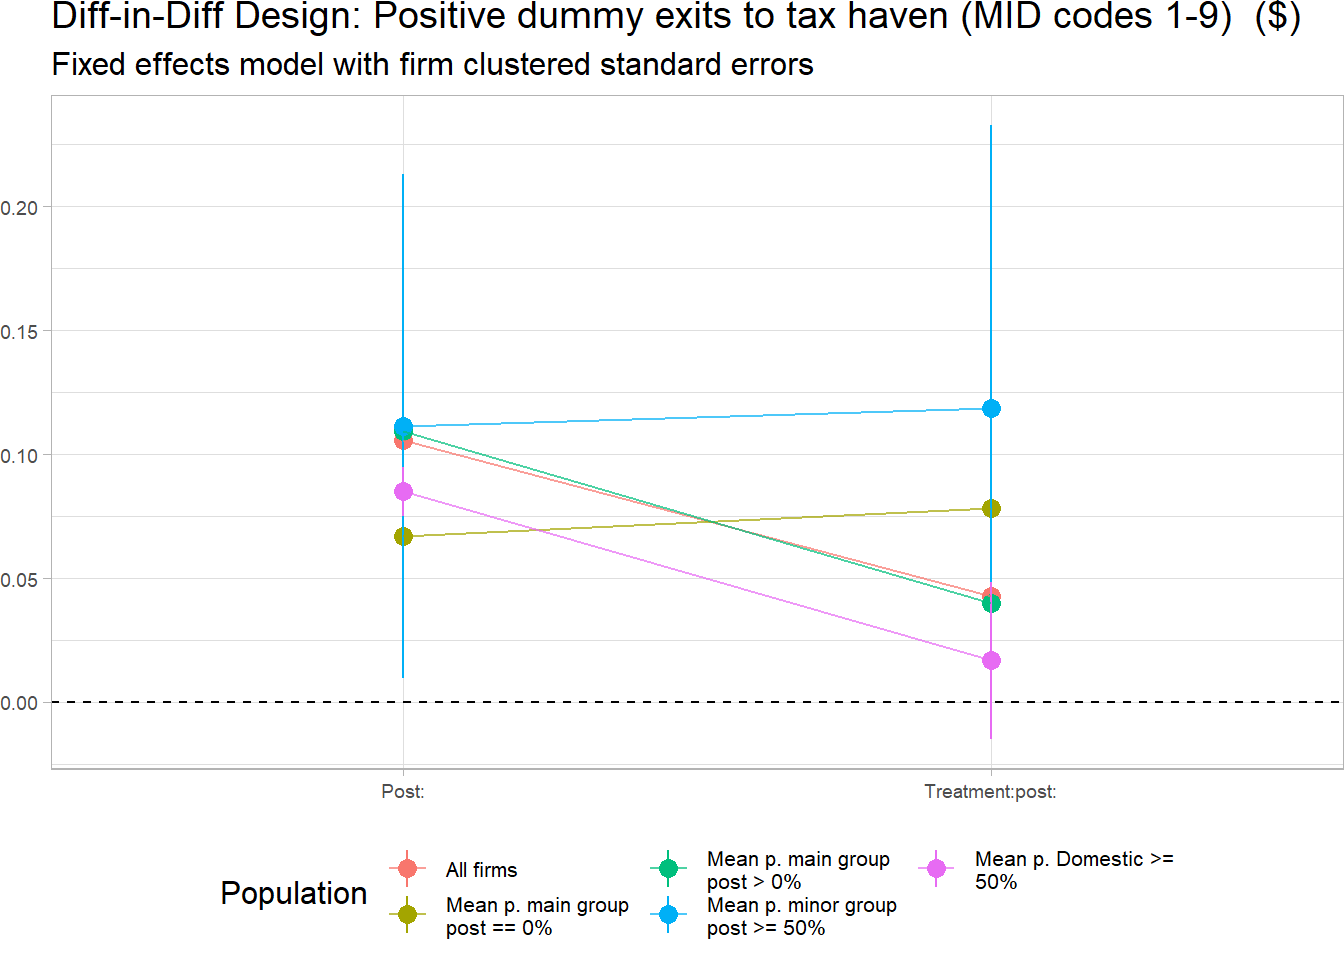 Diff-in-Diff Design: Positive dummy exits to tax haven (MID codes 1-9)  ($)
Fixed effects model with firm clustered standard errors
0.20
0.15
0.10
0.05
0.00
Post:
Treatment:post:
Population
All firms
Mean p. main group
post == 0%
Mean p. main group
post > 0%
Mean p. minor group
post >= 50%
Mean p. Domestic >=
50%